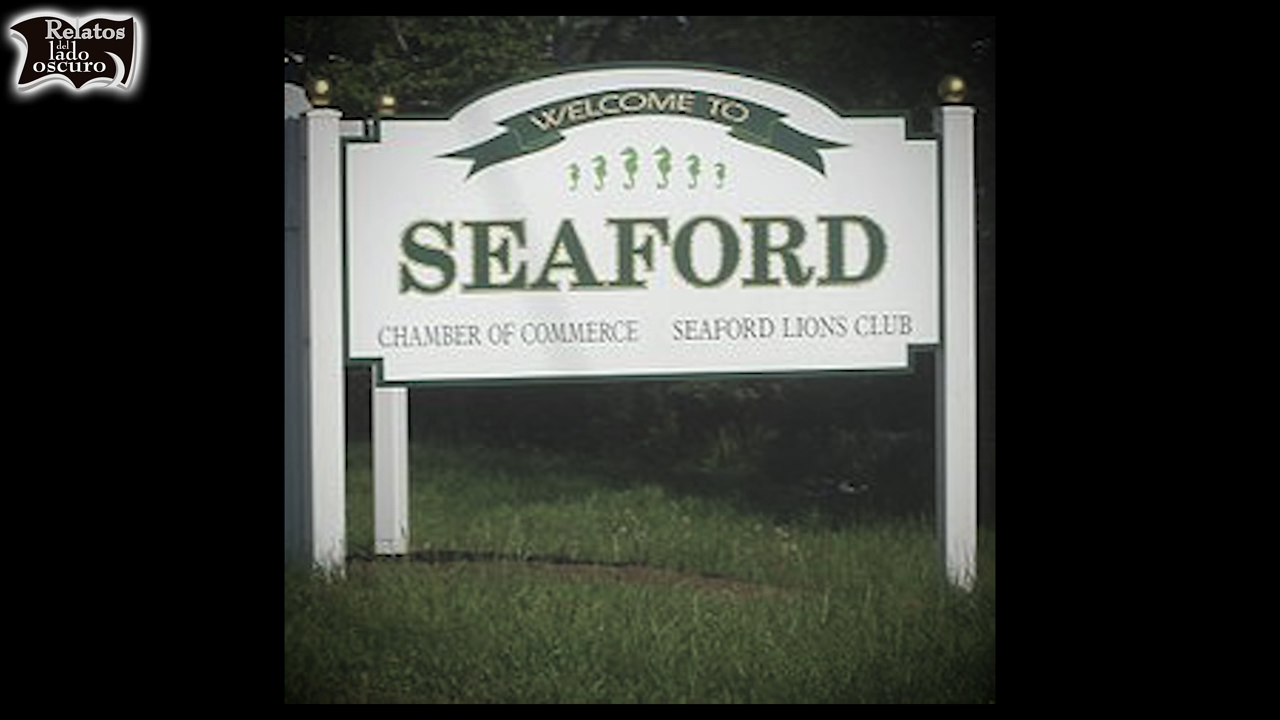 Relatos
del
lado
oscuro
WELCOME TO
SEAFORD
CHAMBER OF COMMERCE SEAFORD LIONS CLUB